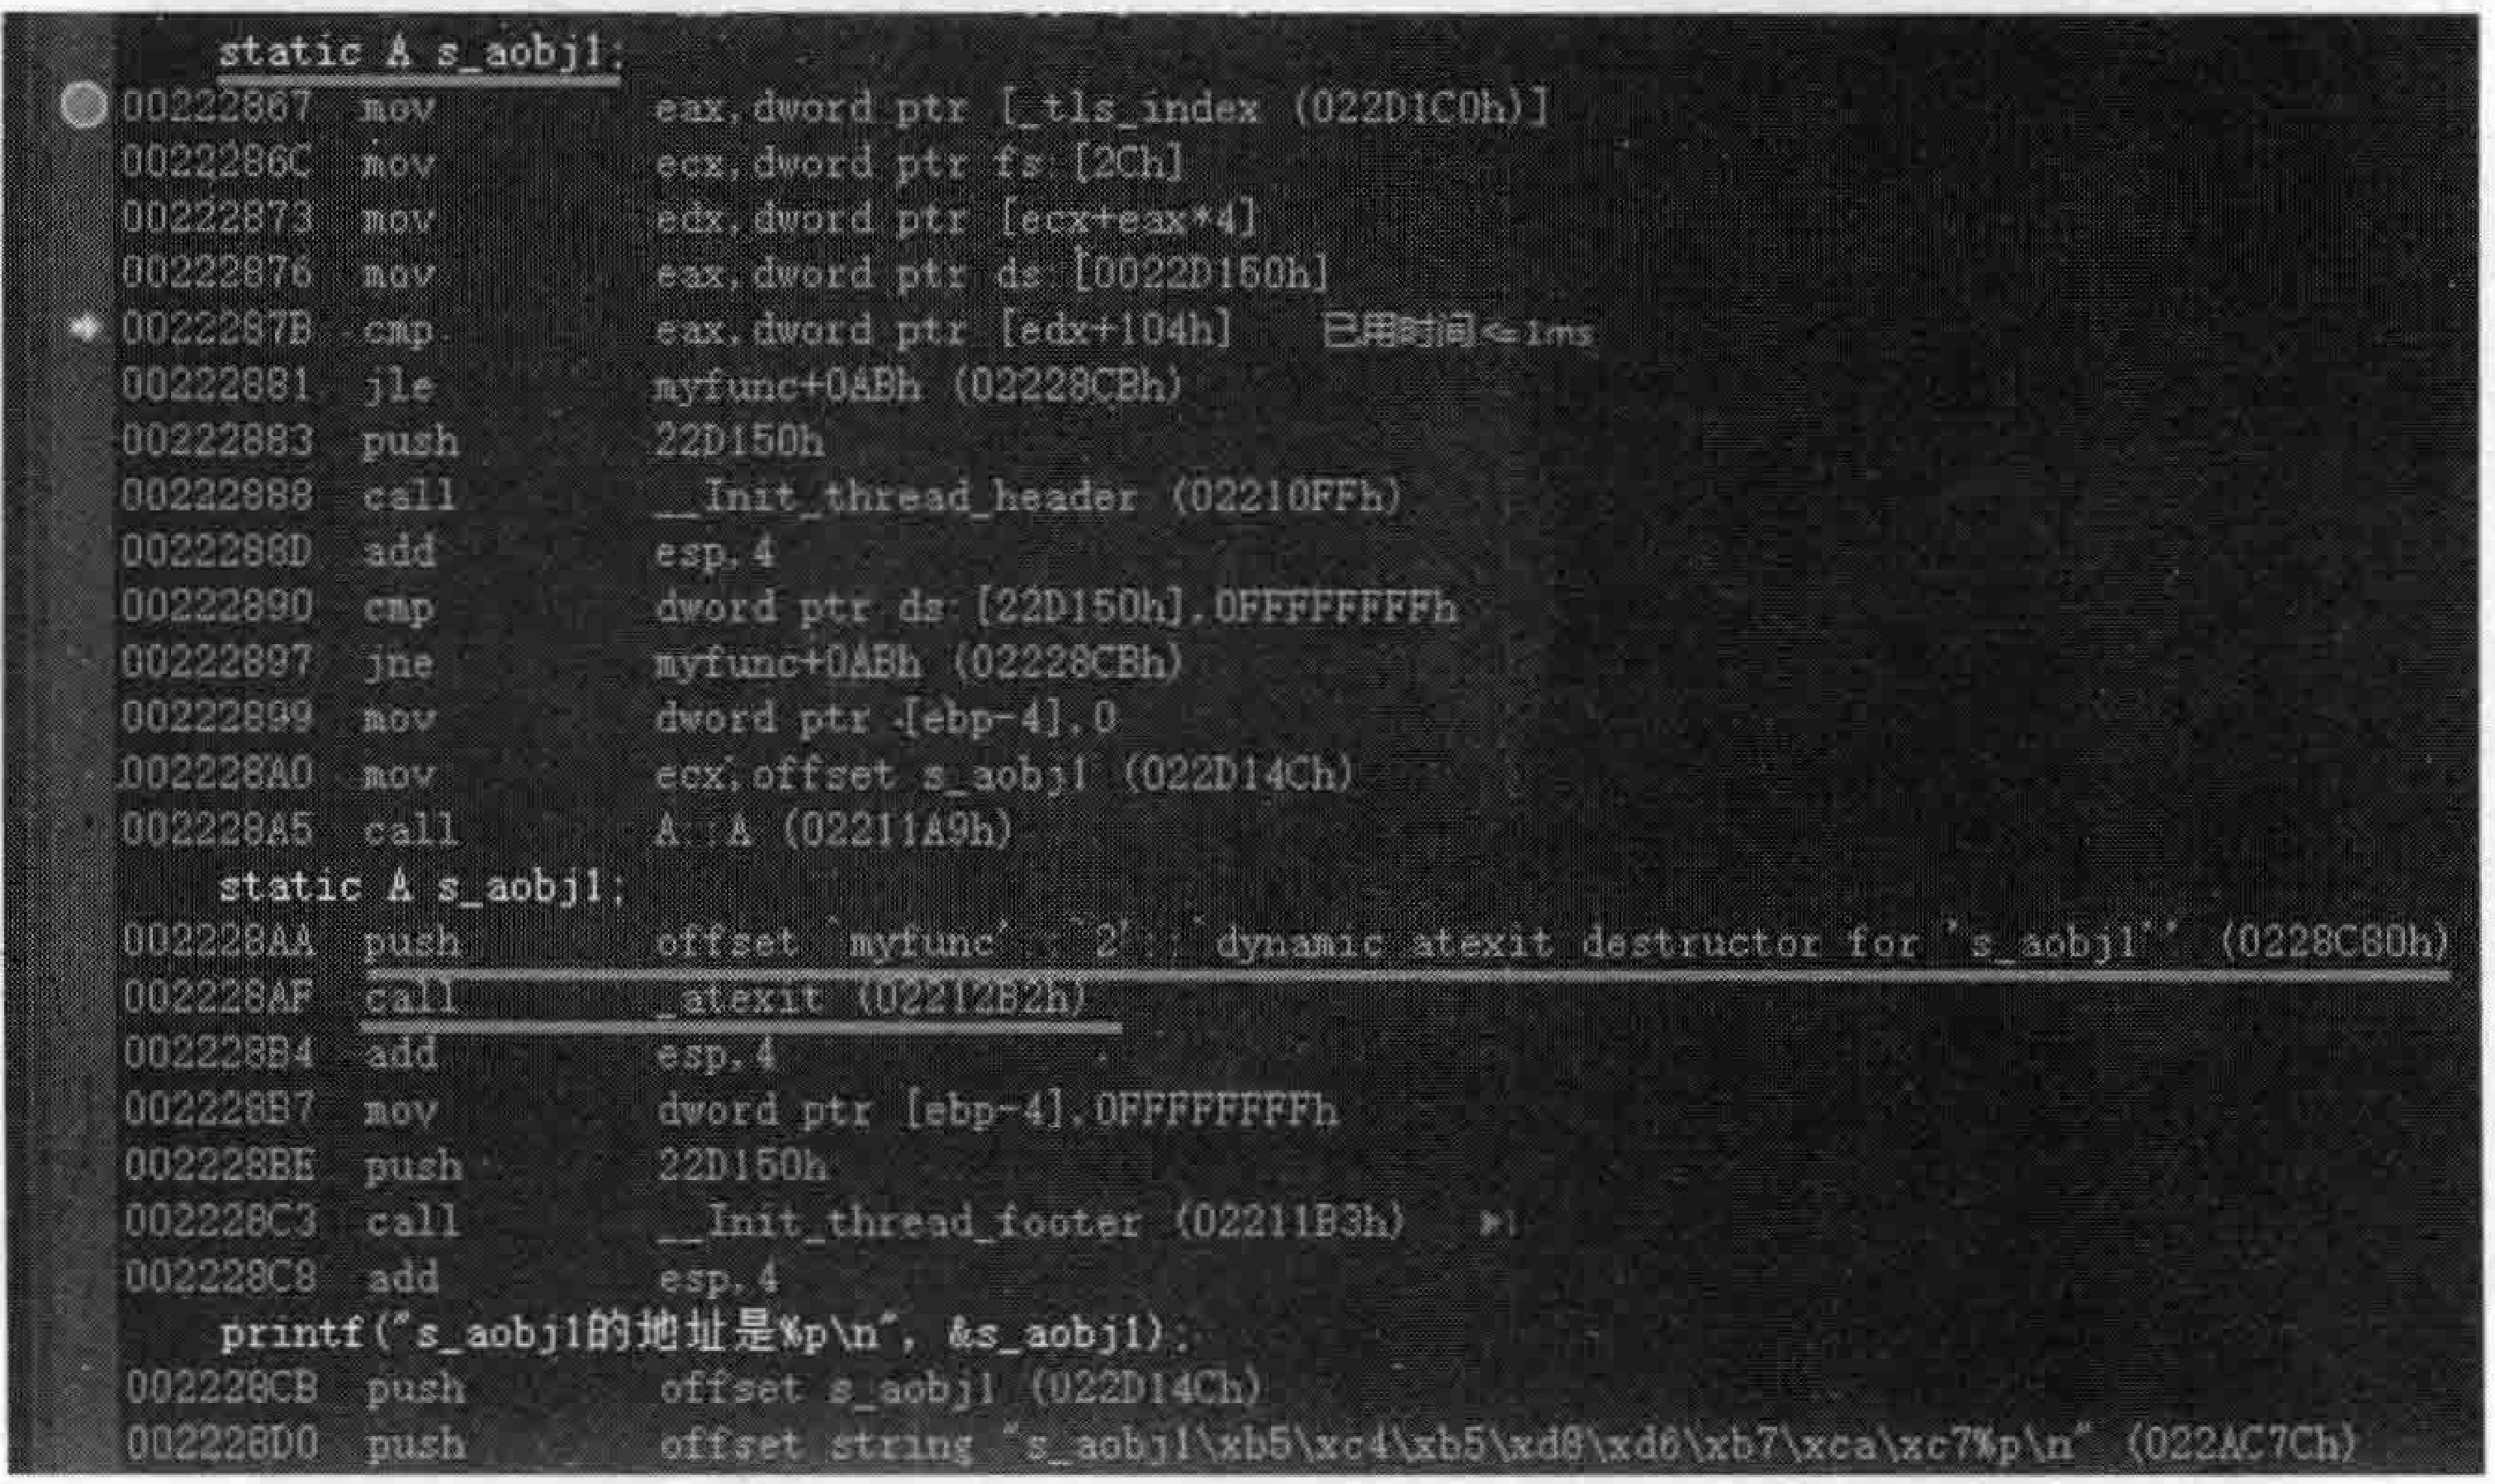 static A s_aobj1;
00222867 mov eax,dword ptr [_tls_index (022D1C0h)]
0022286C mov ecx,dword ptr fs:[2Ch]
00222873 mov edx,dword ptr [ecx+eax*4]
00222876 mov eax,dword ptr ds:[0022D150h]
0022287B cmp eax,dword ptr [edx+104h] 已用时间<=1ms
00222881 jle myfunc+0ABh (02228CBh)
00222883 push 22D150h
00222888 call __Init_thread_header (02210FFh)
0022288D add esp,4
00222890 cmp dword ptr ds:[22D150h],0FFFFFFFFh
00222897 jne myfunc+0ABh (02228CBh)
00222899 mov dword ptr [ebp-4],0
002228A0 mov ecx,offset s_aobj1 (022D14Ch)
002228A5 call A::A (02211A9h)
static A s_aobj1;
002228AA push offset `myfunc'::`2'::`dynamic atexit destructor for 's_aobj1'' (0228C80h)
002228AF call _atexit (02212B2h)
002228B4 add esp,4
002228B7 mov dword ptr [ebp-4],0FFFFFFFFh
002228BE push 22D150h
002228C3 call __Init_thread_footer (02211B3h)
002228C8 add esp,4
printf("s_aobj1的地址是%p\n", &s_aobj1);
002228CB push offset s_aobj1 (022D14Ch)
002228D0 push offset string "s_aobj1\xb5\xc4\xb5\xd8\xd6\xb7\xca\xc7%p\n" (022AC7Ch)